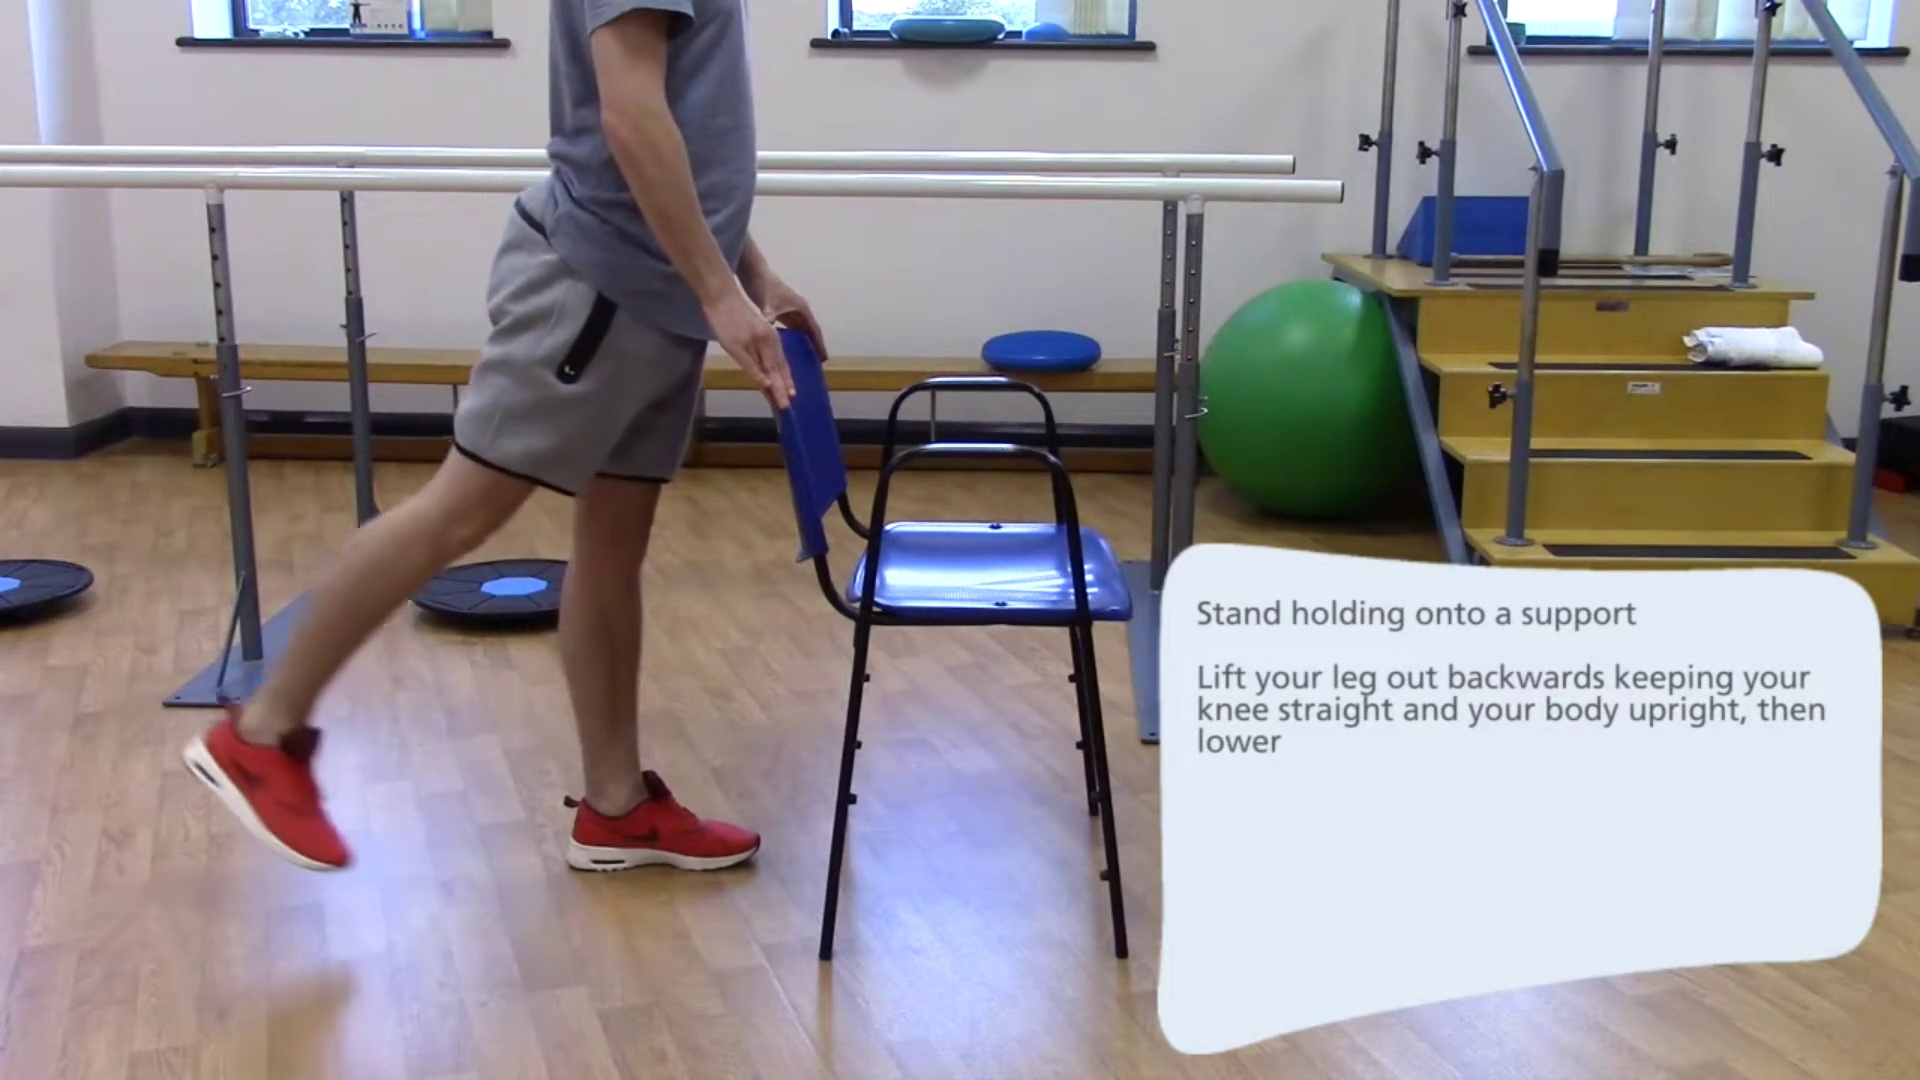 Stand holding onto a support
Lift your leg out backwards keeping your
knee straight and your body upright, then
lower